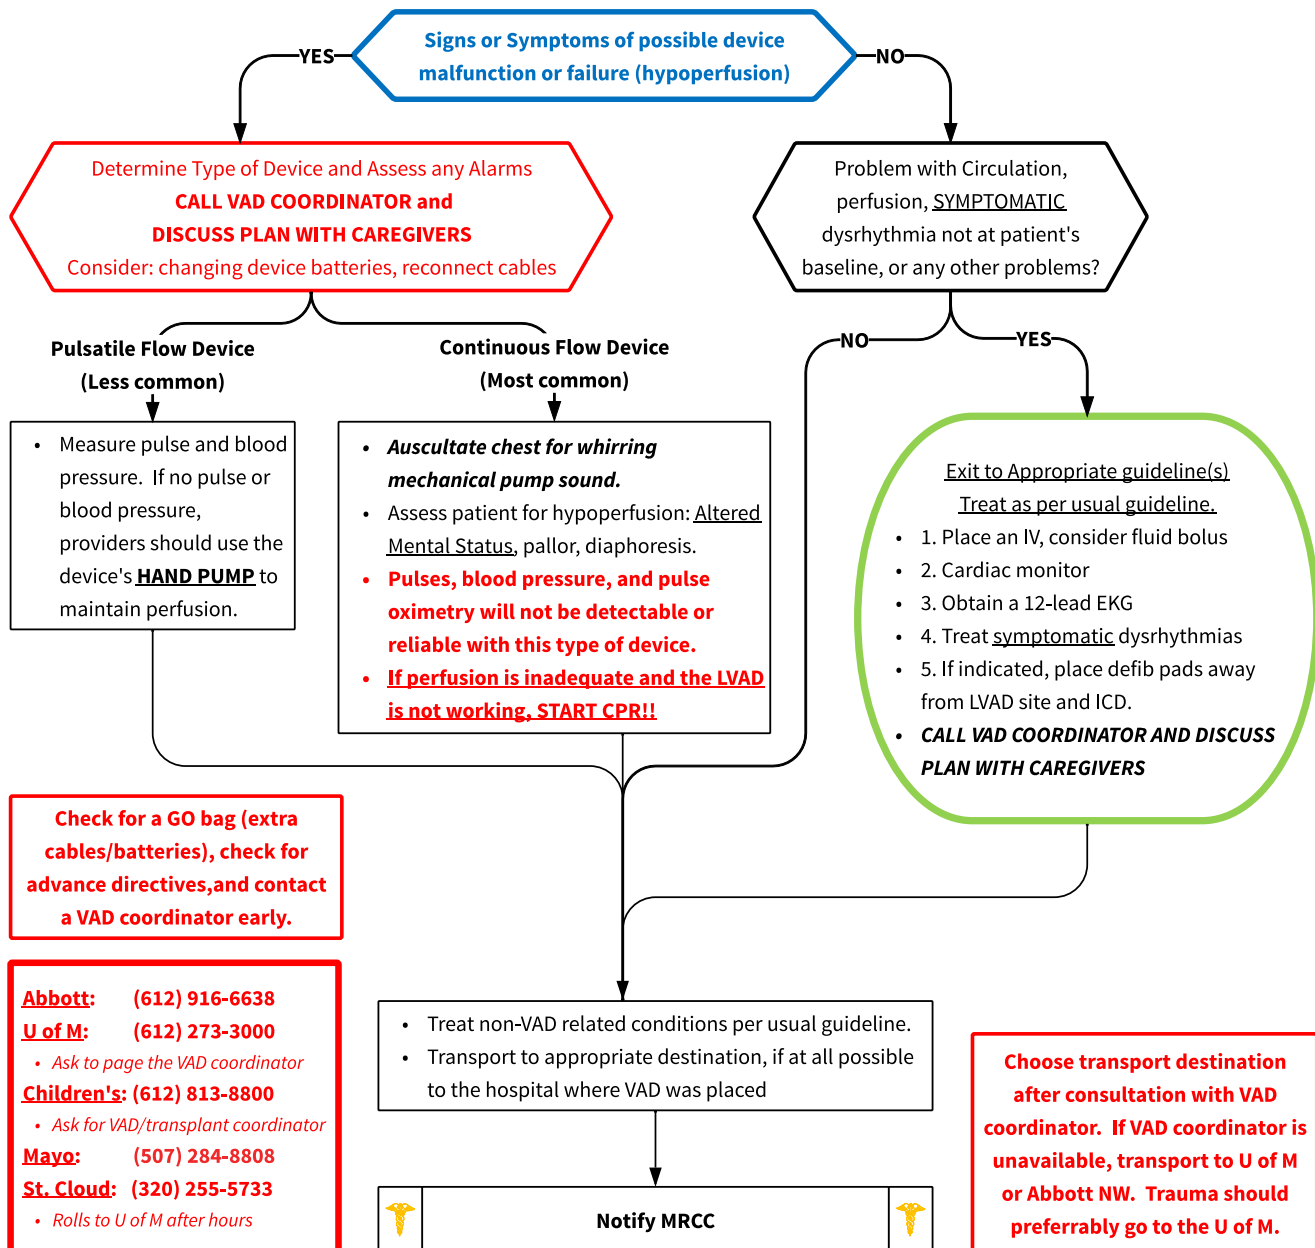 Signs or Symptoms of possible device
malfunction or failure (hypoperfusion)
YES
NO
Determine Type of Device and Assess any Alarms
CALL VAD COORDINATOR and
DISCUSS PLAN WITH CAREGIVERS
Consider: changing device batteries, reconnect cables
Problem with Circulation,
perfusion, SYMPTOMATIC
dysrhythmia not at patient's
baseline, or any other problems?
Pulsatile Flow Device
(Less common)
Continuous Flow Device
(Most common)
NO
YES
• Measure pulse and blood
pressure.  If no pulse or
blood pressure,
providers should use the
device's HAND PUMP to
maintain perfusion.
• Auscultate chest for whirring
mechanical pump sound.
• Assess patient for hypoperfusion: Altered
Mental Status, pallor, diaphoresis.
• Pulses, blood pressure, and pulse
oximetry will not be detectable or
reliable with this type of device.
• If perfusion is inadequate and the LVAD
is not working, START CPR!!
Exit to Appropriate guideline(s)
Treat as per usual guideline.
• 1. Place an IV, consider fluid bolus
• 2. Cardiac monitor
• 3. Obtain a 12-lead EKG
• 4. Treat symptomatic dysrhythmias
• 5. If indicated, place defib pads away
from LVAD site and ICD.
• CALL VAD COORDINATOR AND DISCUSS
PLAN WITH CAREGIVERS
Check for a GO bag (extra
cables/batteries), check for
advance directives,and contact
a VAD coordinator early.
Abbott: (612) 916-6638
U of M: (612) 273-3000
• Ask to page the VAD coordinator
Children's: (612) 813-8800
• Ask for VAD/transplant coordinator
Mayo: (507) 284-8808
St. Cloud: (320) 255-5733
• Rolls to U of M after hours
• Treat non-VAD related conditions per usual guideline.
• Transport to appropriate destination, if at all possible
to the hospital where VAD was placed
Notify MRCC
Choose transport destination
after consultation with VAD
coordinator.  If VAD coordinator is
unavailable, transport to U of M
or Abbott NW.  Trauma should
preferrably go to the U of M.